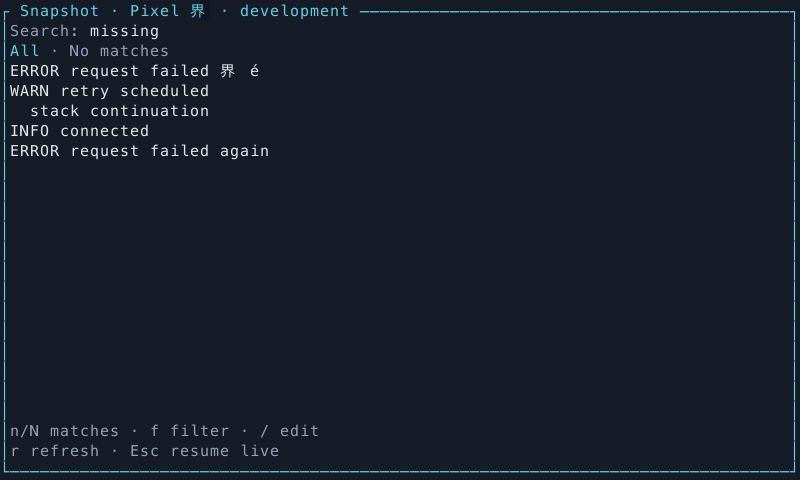 Snapshot · Pixel 界 · development
Search: missing
All · No matches
ERROR request failed 界 é
WARN retry scheduled
  stack continuation
INFO connected
ERROR request failed again
n/N matches · f filter · / edit
r refresh · Esc resume live